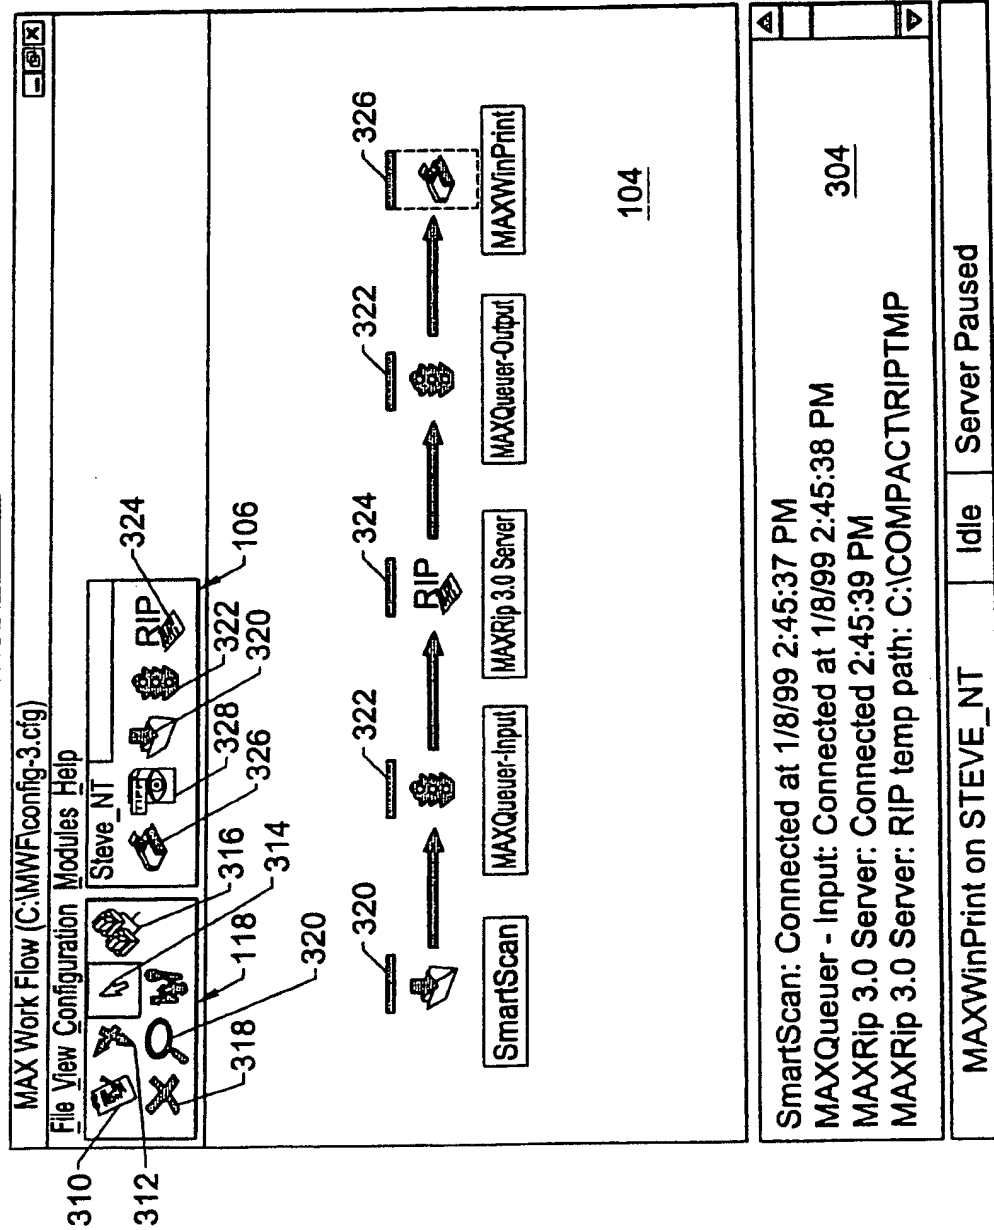 MAX Work Flow (C:\MWF\config-3.cfg)
File View Configuration Modules Help
Steve_NT
RIP
TIFF
310
312
318
320
118
314
316
326
328
320
322
106
324
320
322
324
322
326
RIP
SmartScan
MAXQueuer-Input
MAXRip 3.0 Server
MAXQueuer-Output
MAXWinPrint
104
SmartScan: Connected at 1/8/99 2:45:37 PM
MAXQueuer - Input: Connected at 1/8/99 2:45:38 PM
MAXRip 3.0 Server: Connected 2:45:39 PM
MAXRip 3.0 Server: RIP temp path: C:\COMPACT\RIPTMP
304
MAXWinPrint on STEVE_NT
Idle
Server Paused